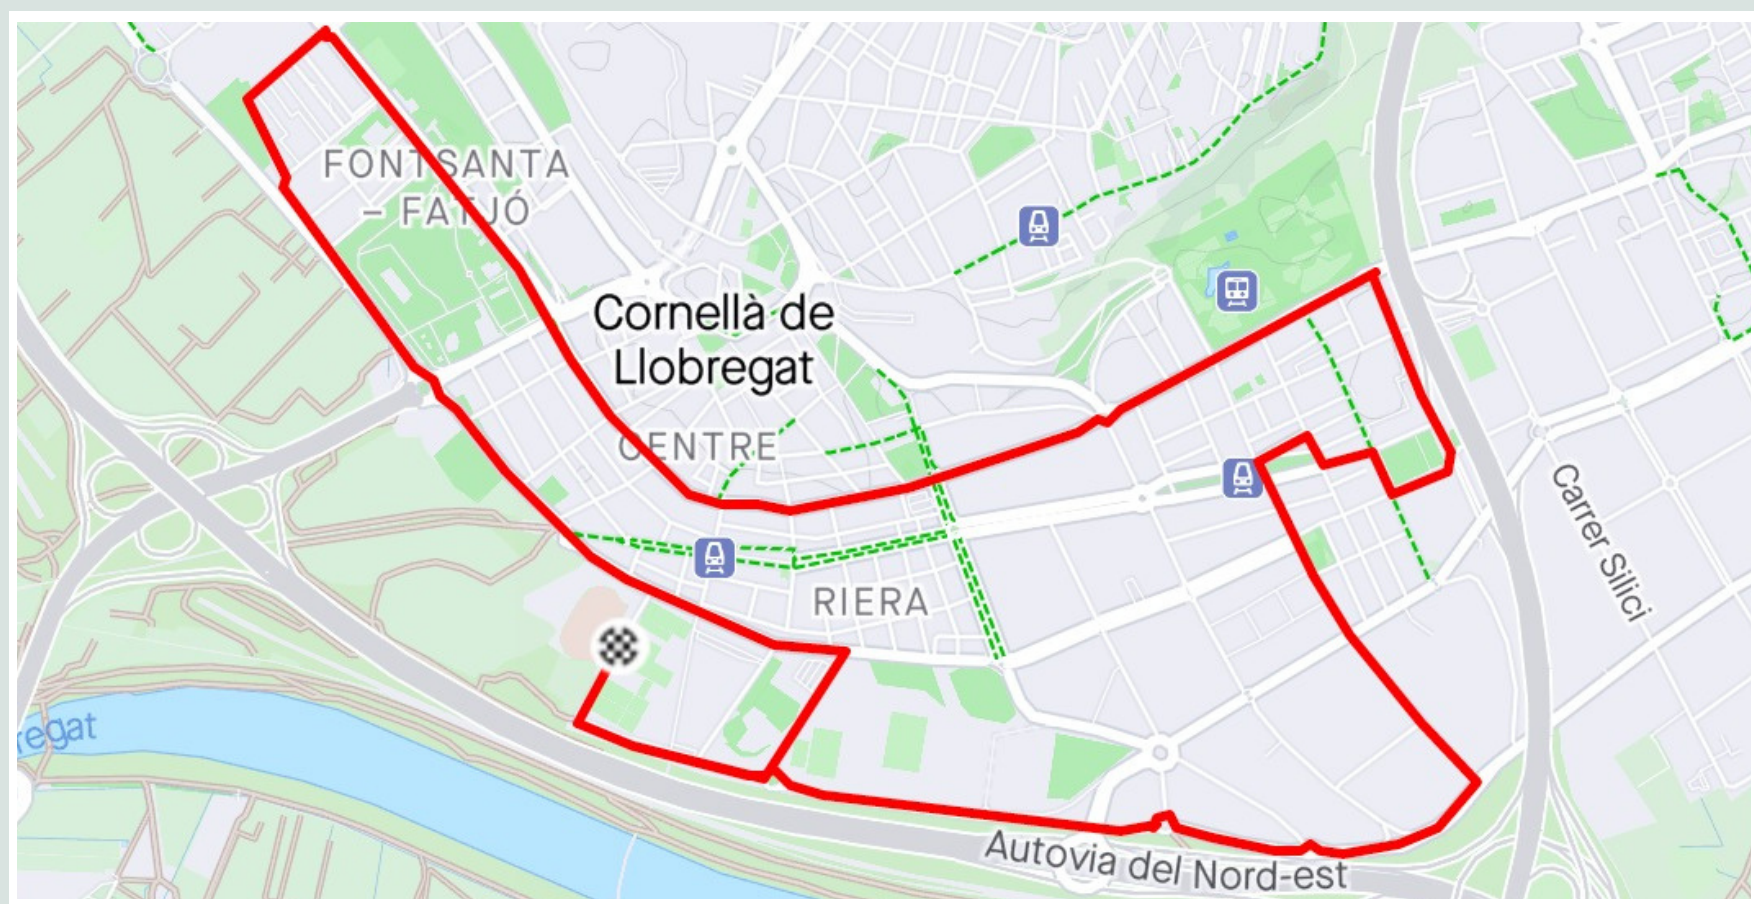 FONTSANTA
– FATJÓ
Cornellà de
Llobregat
CENTRE
RIERA
Carrer Silici
regat
Autovia del Nord-est